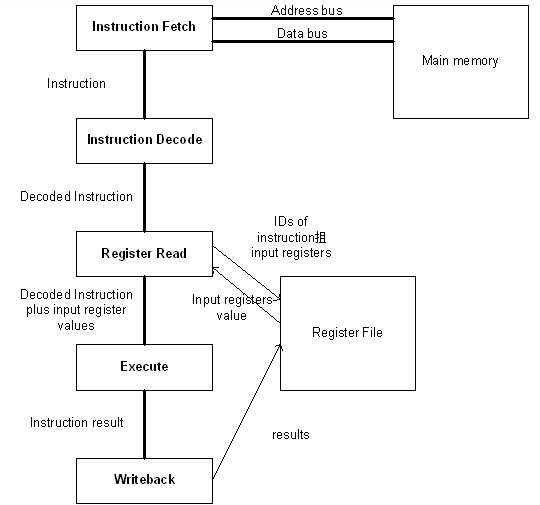 Instruction Fetch
Address bus
Data bus
Main memory
Instruction
Instruction Decode
Decoded Instruction
IDs of
instruction抯
input registers
Register Read
Decoded Instruction
plus input register
values
Input registers
value
Register File
Execute
Instruction result
results
Writeback